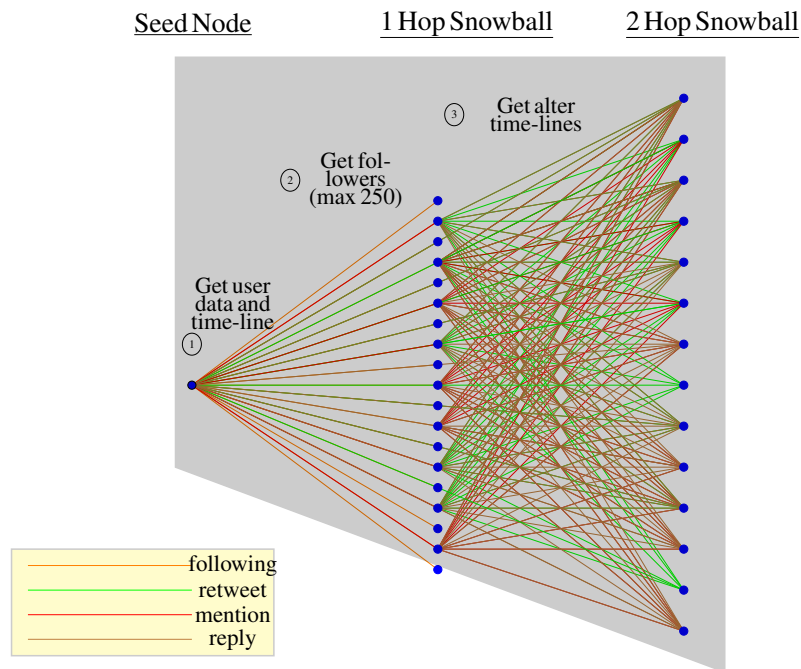 Seed Node
1 Hop Snowball
2 Hop Snowball
3
Get alter
time-lines
2
Get fol-
lowers
(max 250)
Get user
data and
time-line
1
following
retweet
mention
reply